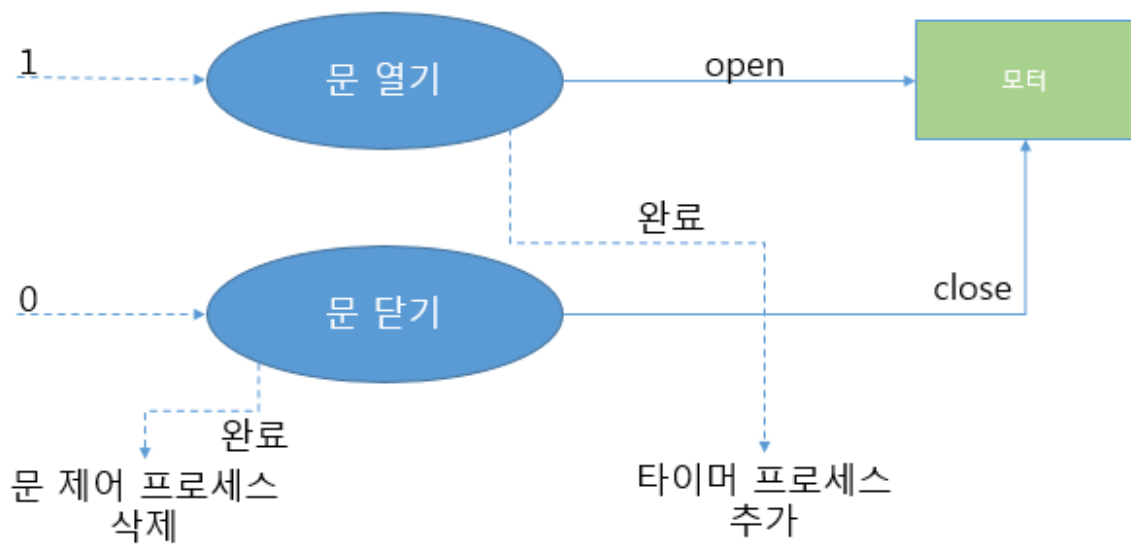 1
문 열기
open
모터
완료
0
문 닫기
close
완료
문 제어 프로세스
삭제
타이머 프로세스
추가